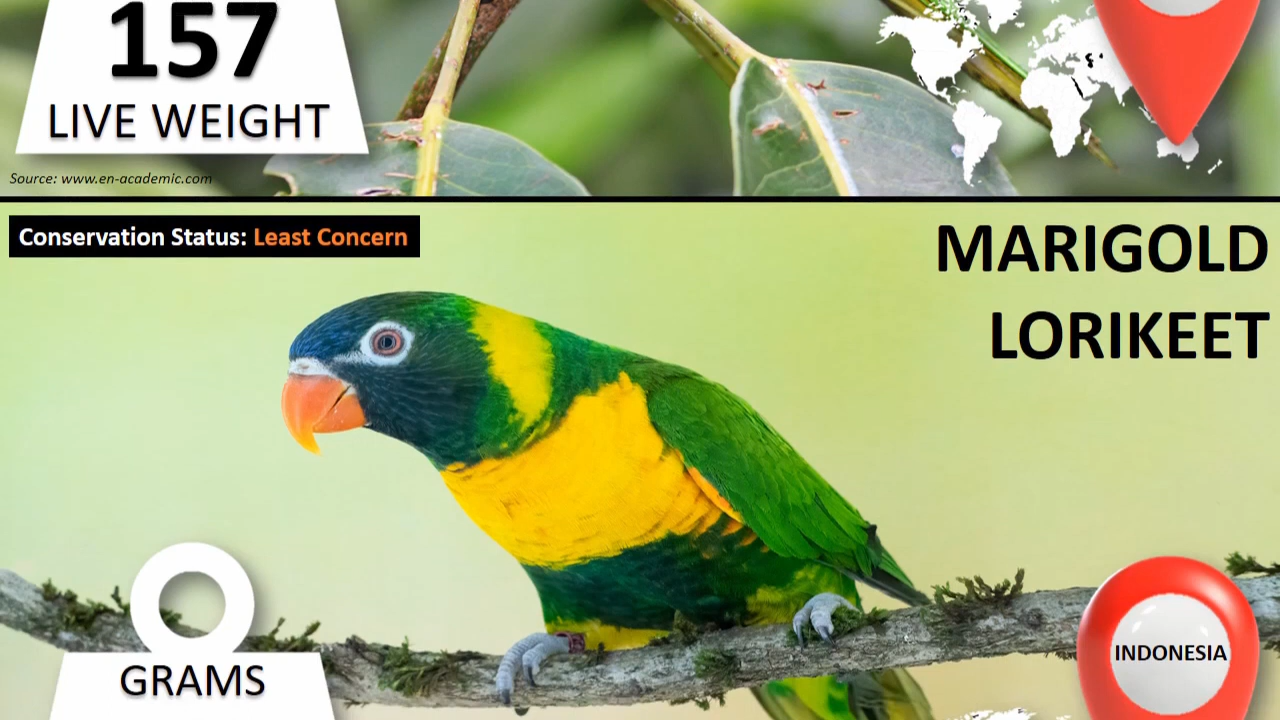 157
LIVE WEIGHT
Source: www.en-academic.com
Conservation Status: Least Concern
MARIGOLD
LORIKEET
GRAMS
INDONESIA